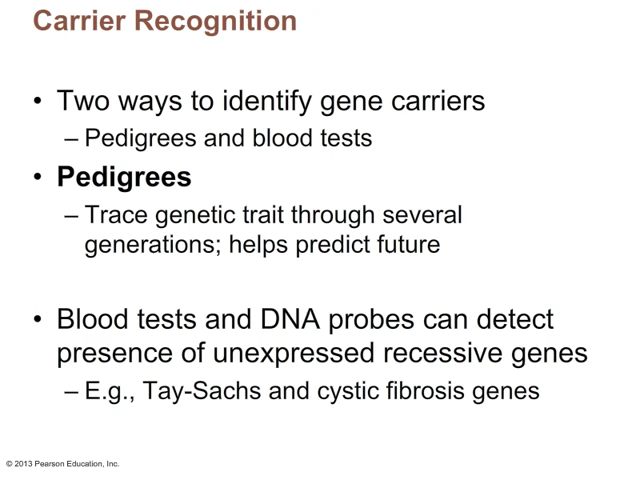 Carrier Recognition
• Two ways to identify gene carriers
– Pedigrees and blood tests
• Pedigrees
– Trace genetic trait through several
generations; helps predict future
• Blood tests and DNA probes can detect
presence of unexpressed recessive genes
– E.g., Tay-Sachs and cystic fibrosis genes
© 2013 Pearson Education, Inc.